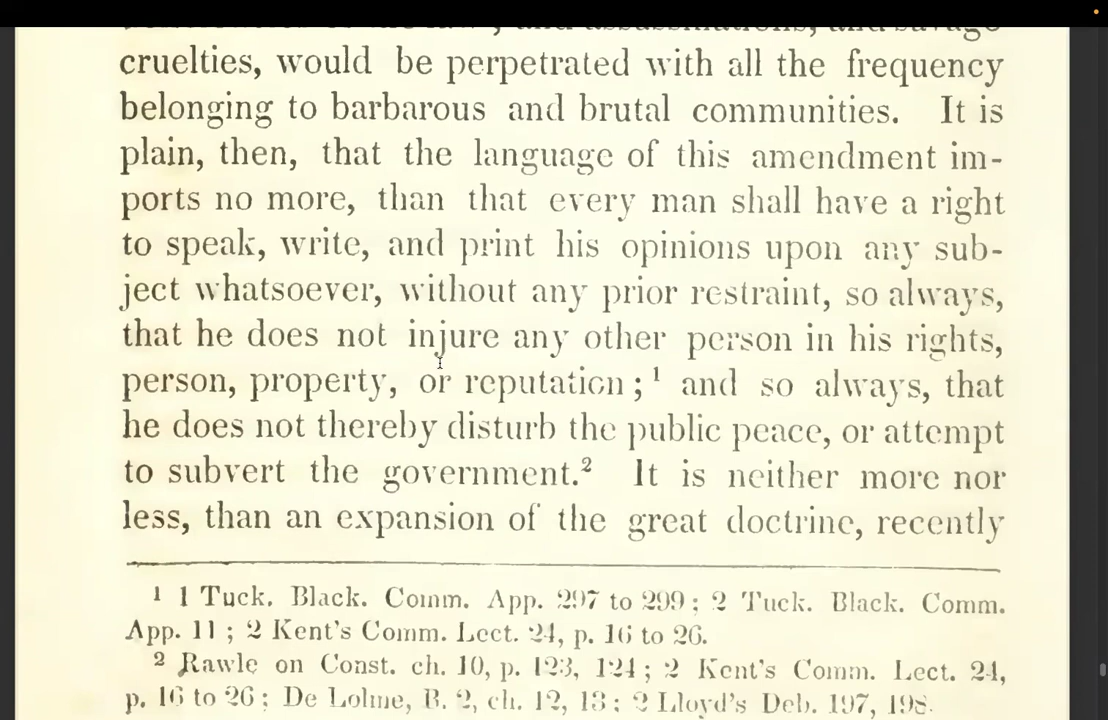 cruelties, would be perpetrated with all the frequency
belonging to barbarous and brutal communities. It is
plain, then, that the language of this amendment im-
ports no more, than that every man shall have a right
to speak, write, and print his opinions upon any sub-
ject whatsoever, without any prior restraint, so always,
that he does not injure any other person in his rights,
person, property, or reputation ; ¹ and so always, that
he does not thereby disturb the public peace, or attempt
to subvert the government.² It is neither more nor
less, than an expansion of the great doctrine, recently
¹ 1 Tuck. Black. Comm. App. 297 to 299 ; 2 Tuck. Black. Comm.
App. 11 ; 2 Kent's Comm. Lect. 24, p. 16 to 26.
² Rawle on Const. ch. 10, p. 123, 124 ; 2 Kent's Comm. Lect. 24,
p. 16 to 26 ; De Lolme, B. 2, ch. 12, 13 ; 2 Lloyd's Deb. 197, 198.